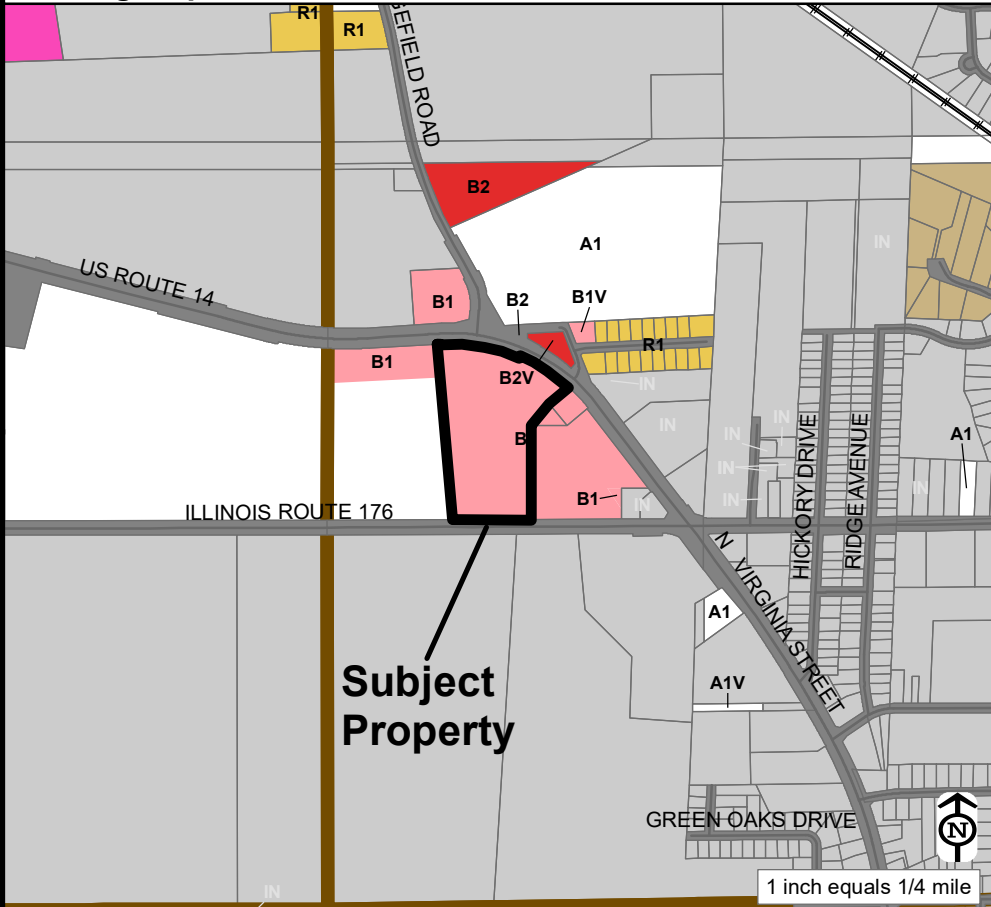 R1
R1
GEFIELD ROAD
B2
A1
IN
US ROUTE 14
B1
B2
B1V
R1
B1
B2V
IN
IN
IN
IN
IN
IN
A1
IN
B
B1
IN
ILLINOIS ROUTE 176
HICKORY DRIVE
RIDGE AVENUE
N VIRGINIA STREET
A1
A1V
Subject
Property
GREEN OAKS DRIVE
N
1 inch equals 1/4 mile
IN